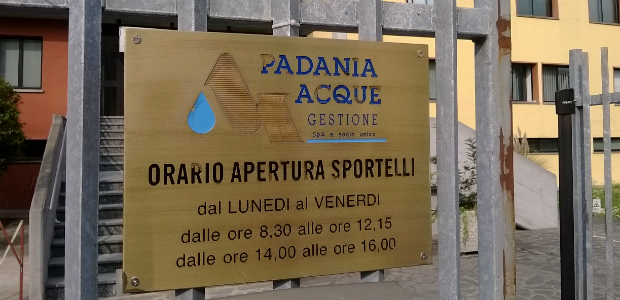 PADANIA
ACQUE
GESTIONE
SpA a socio unico
ORARIO APERTURA SPORTELLI
dal LUNEDI al VENERDI
dalle ore 8,30 alle ore 12,15
dalle ore 14,00 alle ore 16,00